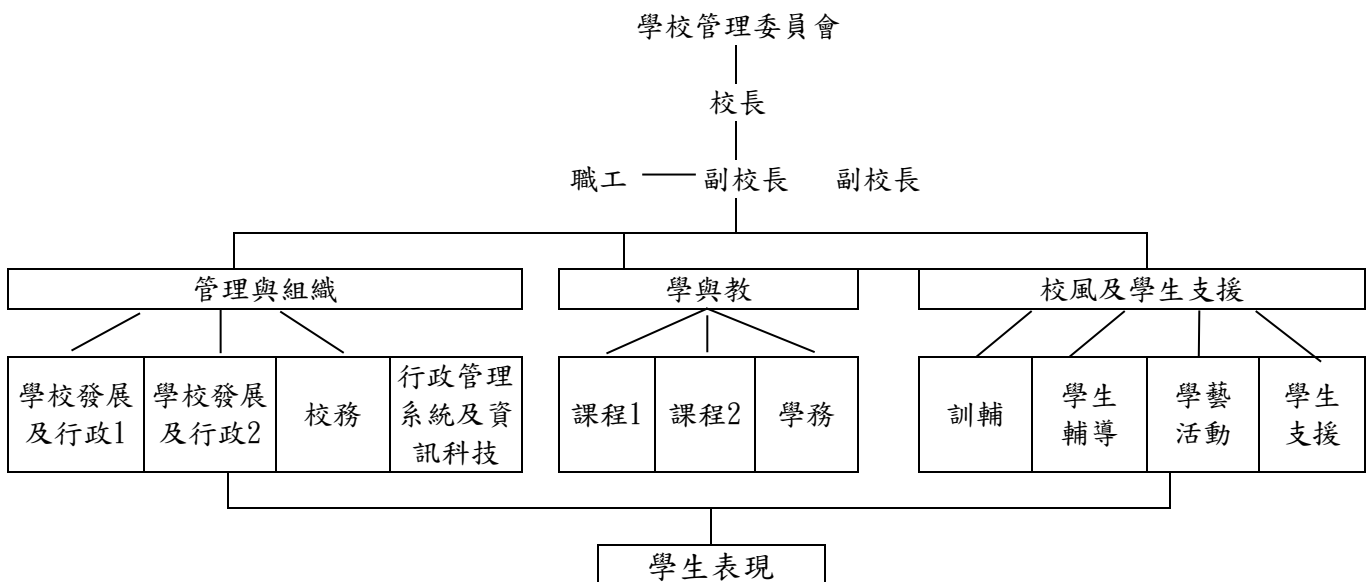 學校管理委員會
校長
職工 副校長 副校長
管理與組織
學與教
校風及學生支援
學校發展
及行政1
學校發展
及行政2
校務
行政管理
系統及資
訊科技
課程1
課程2
學務
訓輔
學生
輔導
學藝
活動
學生
支援
學生表現